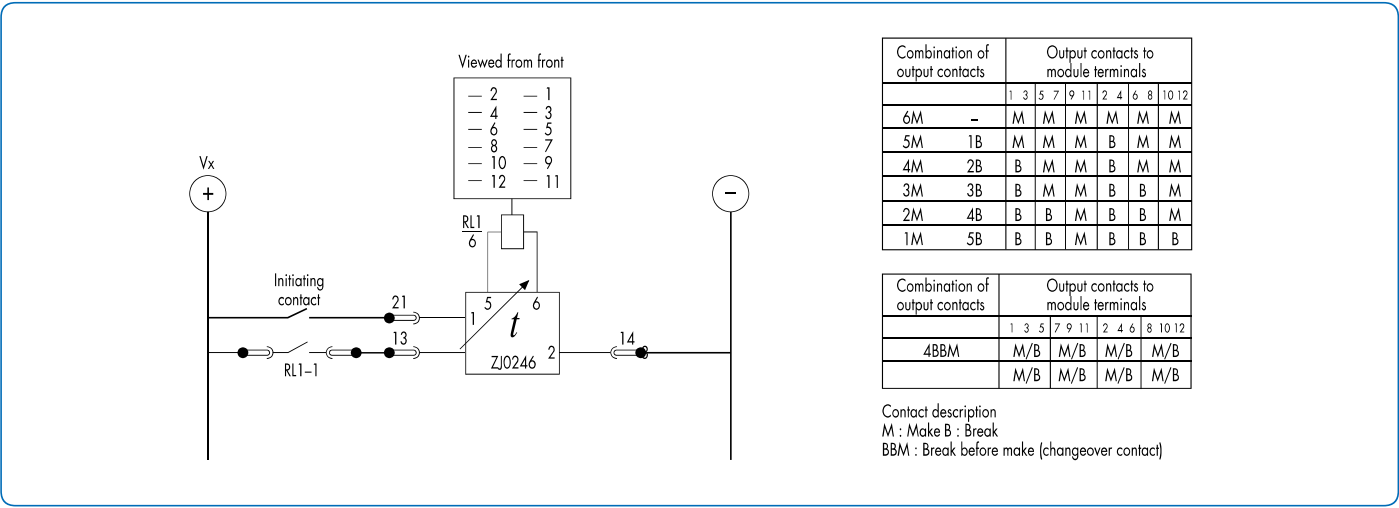 Viewed from front
2 1
4 3
6 5
8 7
10 9
12 11
Vx
+
−
RL1
6
Initiating
contact
21
5 6
1
t
13
14
2
ZJ0246
RL1–1
Combination of
output contacts
Output contacts to
module terminals
1 3 5 7 9 11 2 4 6 8 10 12
6M – M M M M M M
5M 1B M M M B M M
4M 2B B M M B M M
3M 3B B M M B B M
2M 4B B B M B B M
1M 5B B B M B B B
Combination of
output contacts
Output contacts to
module terminals
1 3 5 7 9 11 2 4 6 8 10 12
4BBM M/B M/B M/B M/B
M/B M/B M/B M/B
Contact description
M : Make B : Break
BBM : Break before make (changeover contact)